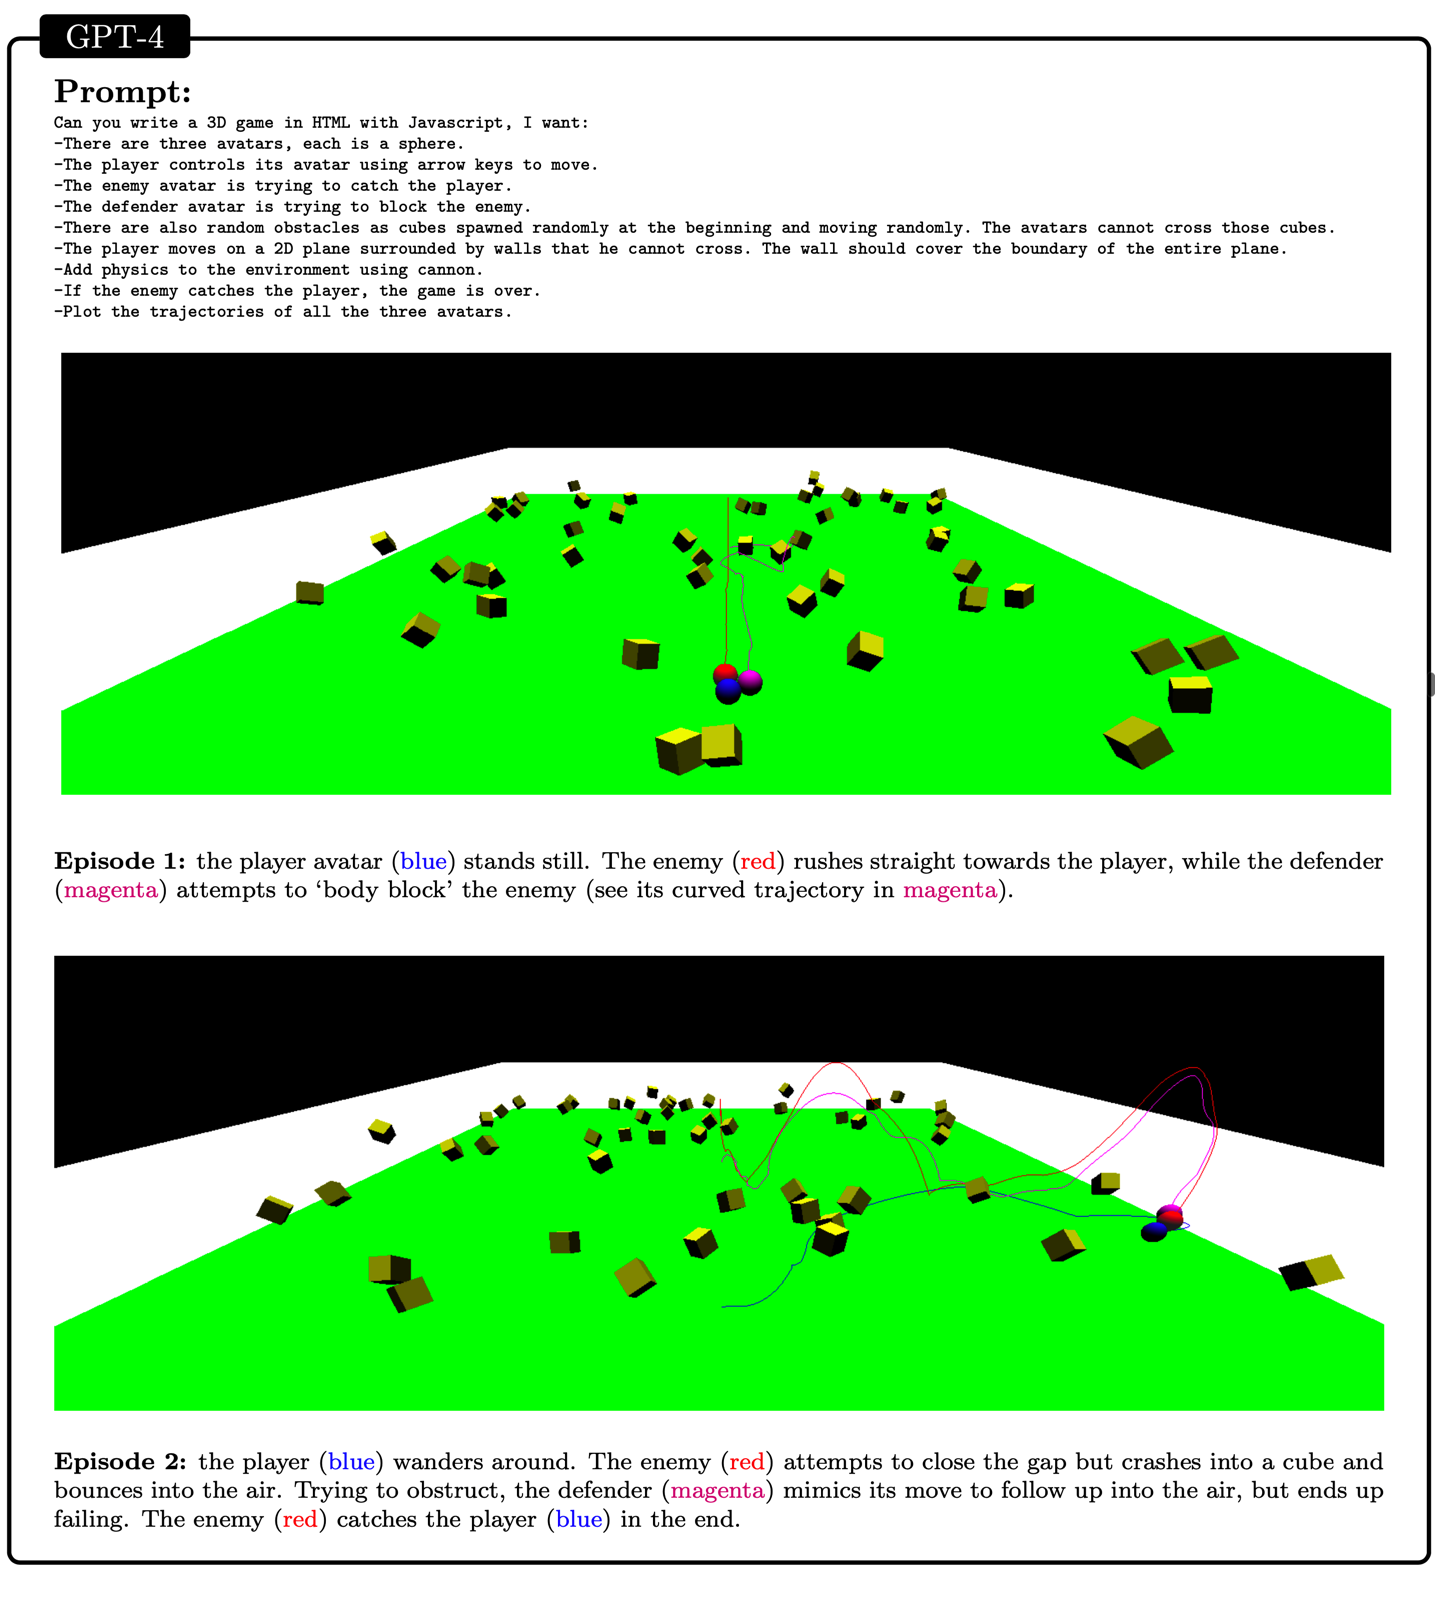 GPT-4
Prompt:
Can you write a 3D game in HTML with Javascript, I want:
-There are three avatars, each is a sphere.
-The player controls its avatar using arrow keys to move.
-The enemy avatar is trying to catch the player.
-The defender avatar is trying to block the enemy.
-There are also random obstacles as cubes spawned randomly at the beginning and moving randomly. The avatars cannot cross those cubes.
-The player moves on a 2D plane surrounded by walls that he cannot cross. The wall should cover the boundary of the entire plane.
-Add physics to the environment using cannon.
-If the enemy catches the player, the game is over.
-Plot the trajectories of all the three avatars.
Episode 1: the player avatar (blue) stands still. The enemy (red) rushes straight towards the player, while the defender
(magenta) attempts to ‘body block’ the enemy (see its curved trajectory in magenta).
Episode 2: the player (blue) wanders around. The enemy (red) attempts to close the gap but crashes into a cube and
bounces into the air. Trying to obstruct, the defender (magenta) mimics its move to follow up into the air, but ends up
failing. The enemy (red) catches the player (blue) in the end.